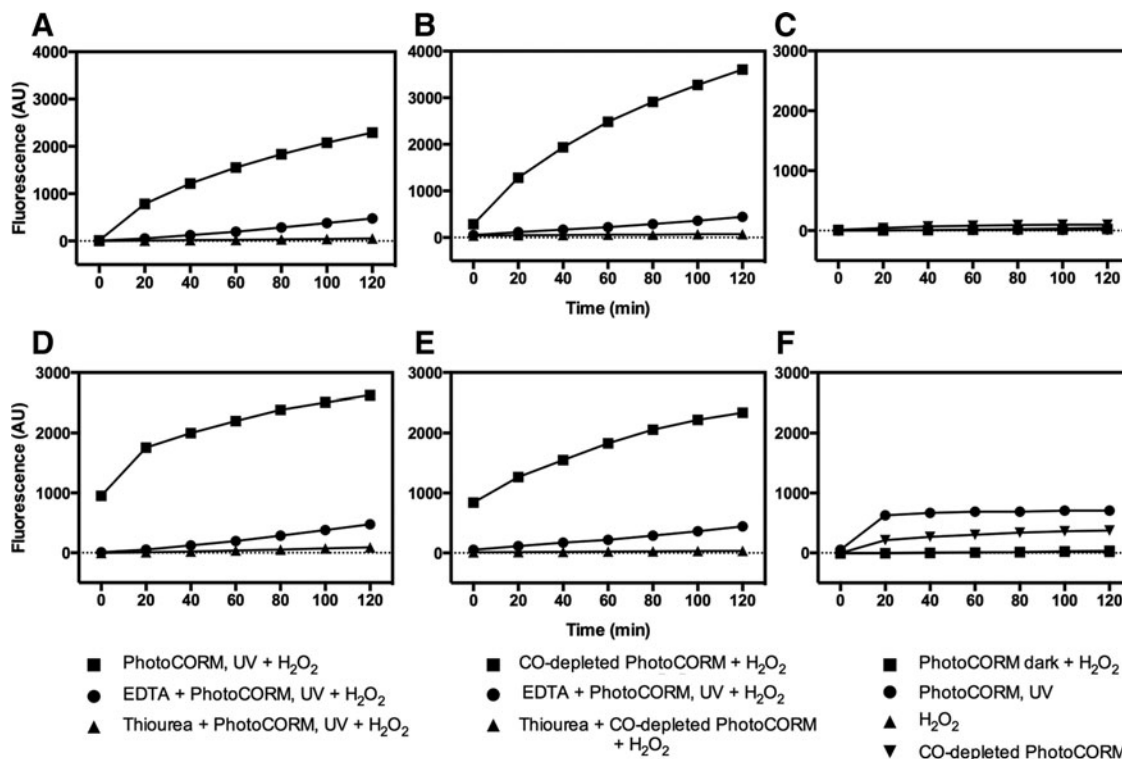 A
B
C
Fluorescence (AU)
4000
3000
2000
1000
0
0 20 40 60 80 100 120
4000
3000
2000
1000
0
0 20 40 60 80 100 120
Time (min)
3000
2000
1000
0
0 20 40 60 80 100 120
D
E
F
Fluorescence (AU)
3000
2000
1000
0
0 20 40 60 80 100 120
3000
2000
1000
0
0 20 40 60 80 100 120
Time (min)
3000
2000
1000
0
0 20 40 60 80 100 120
PhotoCORM, UV + H₂O₂
EDTA + PhotoCORM, UV + H₂O₂
Thiourea + PhotoCORM, UV + H₂O₂
CO-depleted PhotoCORM + H₂O₂
EDTA + PhotoCORM, UV + H₂O₂
Thiourea + CO-depleted PhotoCORM
+ H₂O₂
PhotoCORM dark + H₂O₂
PhotoCORM, UV
H₂O₂
CO-depleted PhotoCORM